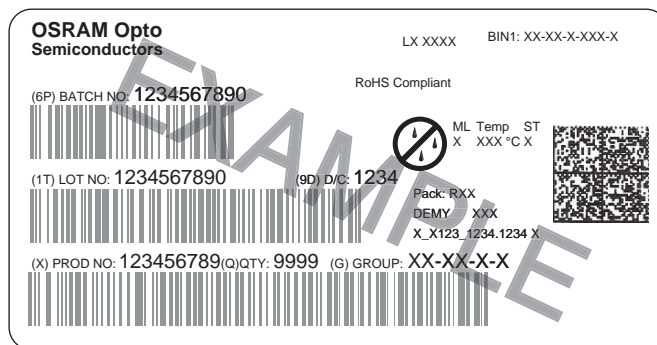 OSRAM Opto
Semiconductors
LX XXXX
BIN1: XX-XX-X-XXX-X
RoHS Compliant
(6P) BATCH NO: 1234567890
ML Temp ST
X XXX °C X
(1T) LOT NO: 1234567890 (9D) D/C: 1234
Pack: RXX
DEMY XXX
X_X123_1234.1234 X
(X) PROD NO: 123456789(Q)QTY: 9999 (G) GROUP: XX-XX-X-X
EXAMPLE